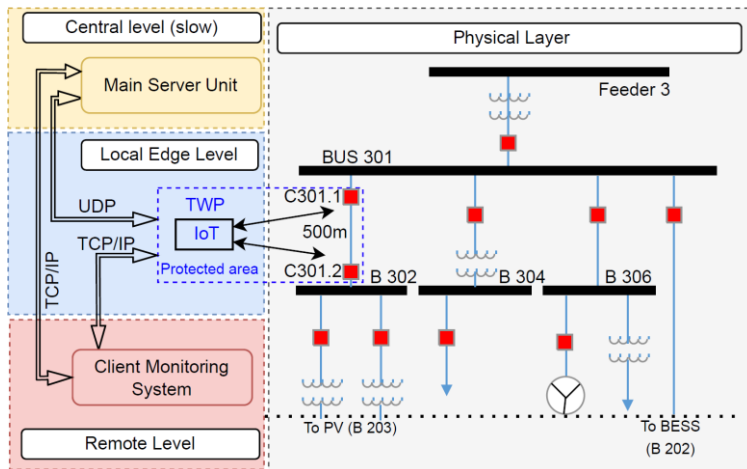 Central level (slow)
Main Server Unit
Local Edge Level
UDP
TCP/IP
TCP/IP
TWP
IoT
Protected area
Client Monitoring
System
Remote Level
Physical Layer
Feeder 3
BUS 301
C301.1
500m
C301.2
B 302
B 304
B 306
To PV (B 203)
To BESS
(B 202)